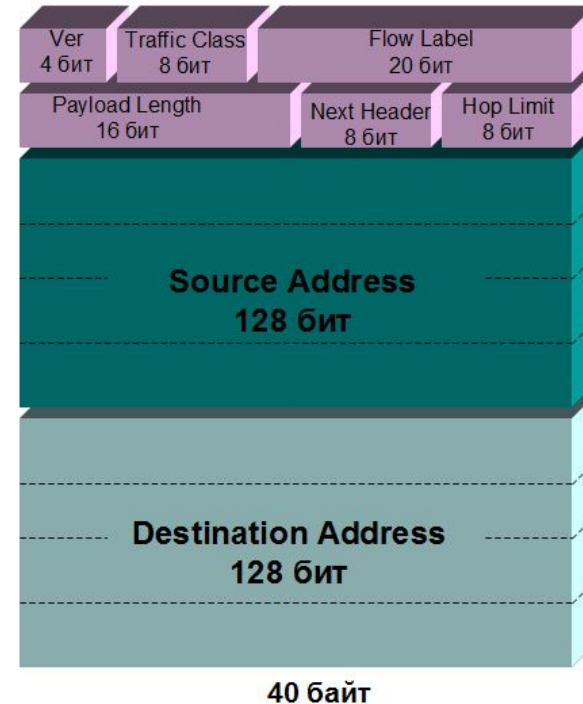 Ver Traffic Class Flow Label
4 бит 8 бит 20 бит
Payload Length Next Header Hop Limit
16 бит 8 бит 8 бит
Source Address
128 бит
Destination Address
128 бит
40 байт